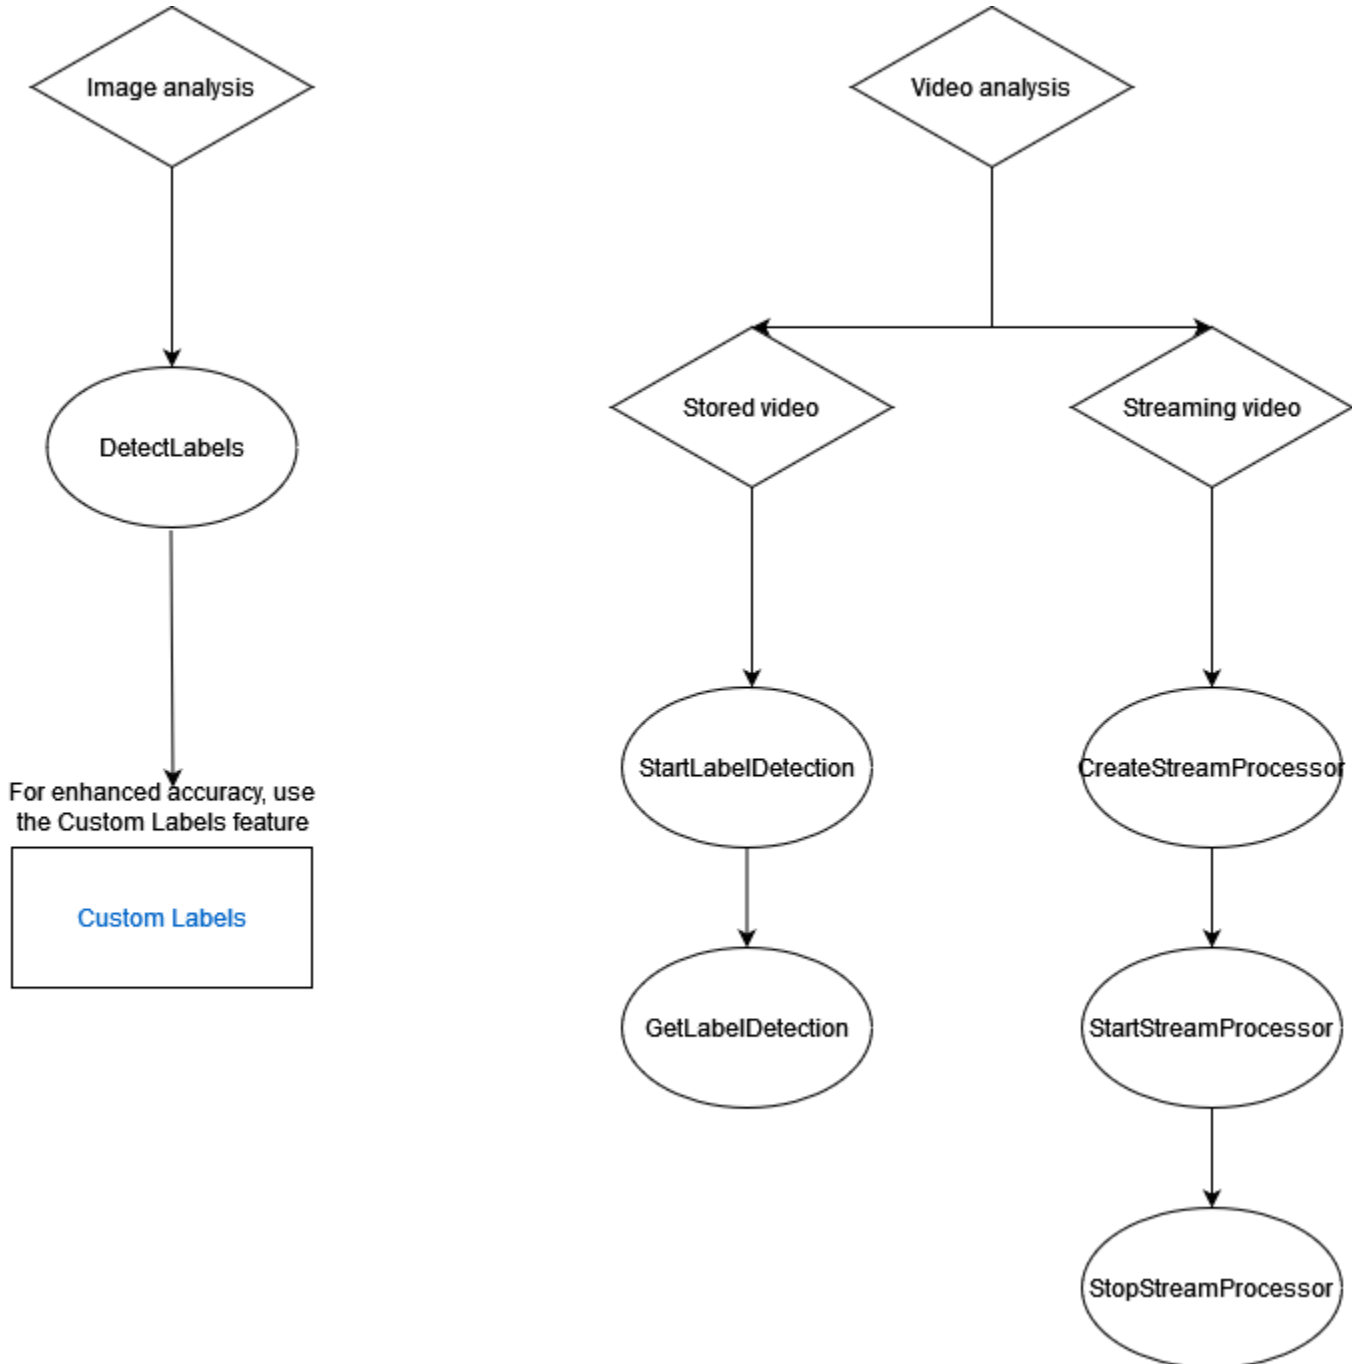 Image analysis
Video analysis
Stored video
Streaming video
DetectLabels
StartLabelDetection
CreateStreamProcessor
For enhanced accuracy, use
the Custom Labels feature
Custom Labels
GetLabelDetection
StartStreamProcessor
StopStreamProcessor